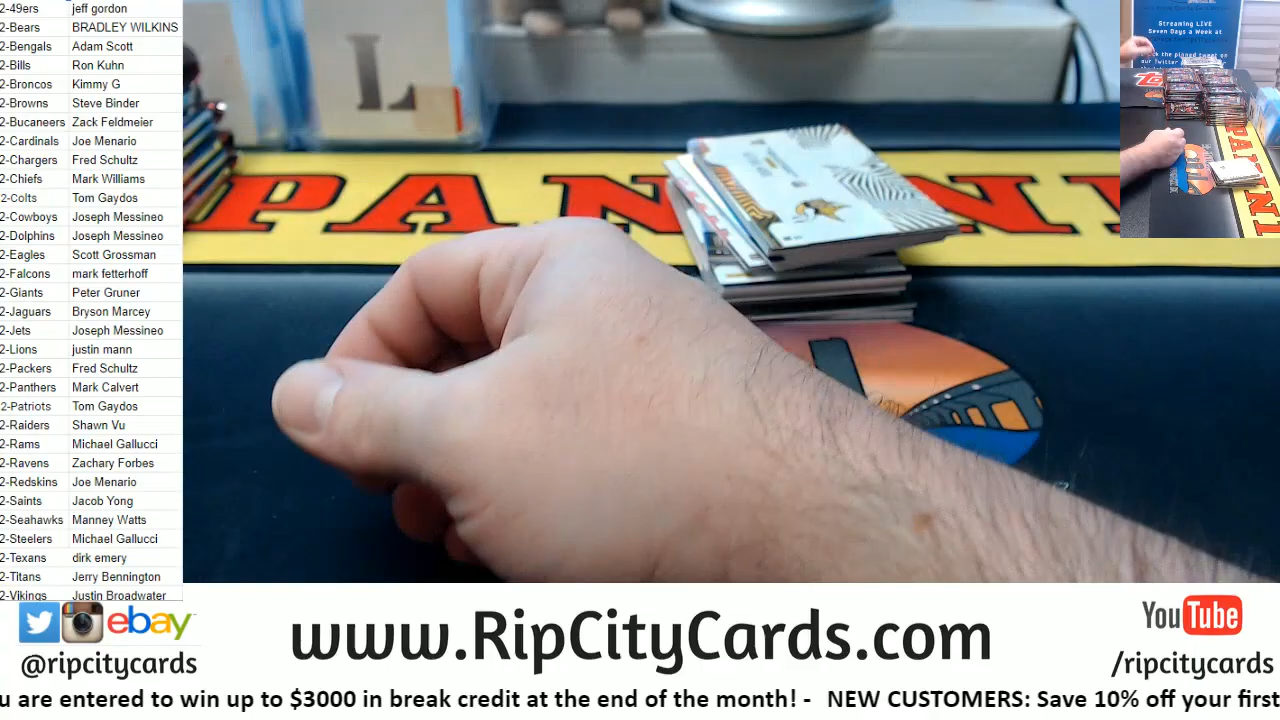 2-49ers jeff gordon
2-Bears BRADLEY WILKINS
2-Bengals Adam Scott
2-Bills Ron Kuhn
2-Broncos Kimmy G
2-Browns Steve Binder
2-Bucaneers Zack Feldmeier
2-Cardinals Joe Menario
2-Chargers Fred Schultz
2-Chiefs Mark Williams
2-Colts Tom Gaydos
2-Cowboys Joseph Messineo
2-Dolphins Joseph Messineo
2-Eagles Scott Grossman
2-Falcons mark fetterhoff
2-Giants Peter Gruner
2-Jaguars Bryson Marcey
2-Jets Joseph Messineo
2-Lions justin mann
2-Packers Fred Schultz
2-Panthers Mark Calvert
2-Patriots Tom Gaydos
2-Raiders Shawn Vu
2-Rams Michael Gallucci
2-Ravens Zachary Forbes
2-Redskins Joe Menario
2-Saints Jacob Yong
2-Seahawks Manney Watts
2-Steelers Michael Gallucci
2-Texans dirk emery
2-Titans Jerry Bennington
2-Vikings Justin Broadwater
L
PANINI
Streaming LIVE
Seven Days a Week at
the pinned tweet on
our Twitter
ebay
@ripcitycards
www.RipCityCards.com
YouTube
/ripcitycards
u are entered to win up to $3000 in break credit at the end of the month! - NEW CUSTOMERS: Save 10% off your first